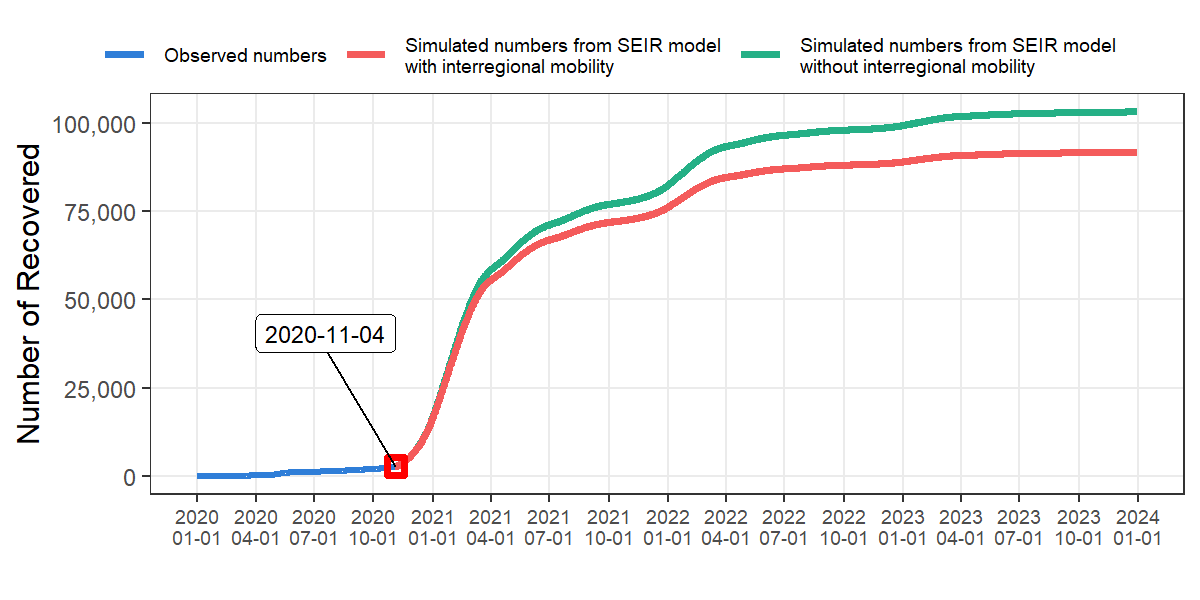 Observed numbers
Simulated numbers from SEIR model
with interregional mobility
Simulated numbers from SEIR model
without interregional mobility
Number of Recovered
100,000
75,000
50,000
25,000
0
2020-11-04
2020 2020 2020 2020 2021 2021 2021 2021 2022 2022 2022 2022 2023 2023 2023 2023 2024
01-01 04-01 07-01 10-01 01-01 04-01 07-01 10-01 01-01 04-01 07-01 10-01 01-01 04-01 07-01 10-01 01-01